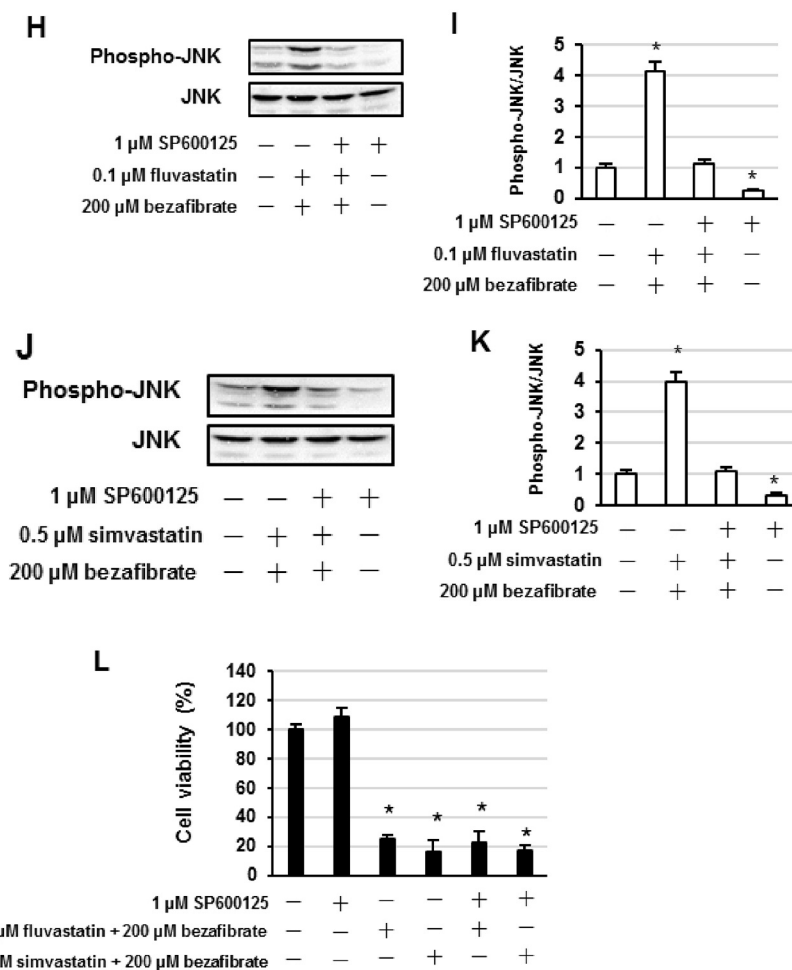 H
Phospho-JNK
JNK
1 µM SP600125 − − + +
0.1 µM fluvastatin − + + −
200 µM bezafibrate − + + −
I
Phospho-JNK/JNK
5
4
3
2
1
0
* *
1 µM SP600125 − − + +
0.1 µM fluvastatin − + + −
200 µM bezafibrate − + + −
J
Phospho-JNK
JNK
1 µM SP600125 − − + +
0.5 µM simvastatin − + + −
200 µM bezafibrate − + + −
K
Phospho-JNK/JNK
5
4
3
2
1
0
* *
1 µM SP600125 − − + +
0.5 µM simvastatin − + + −
200 µM bezafibrate − + + −
L
Cell viability (%)
140
120
100
80
60
40
20
0
* * * *
1 µM SP600125 − + − − + +
µM fluvastatin + 200 µM bezafibrate − − + − + −
M simvastatin + 200 µM bezafibrate − − − + − +